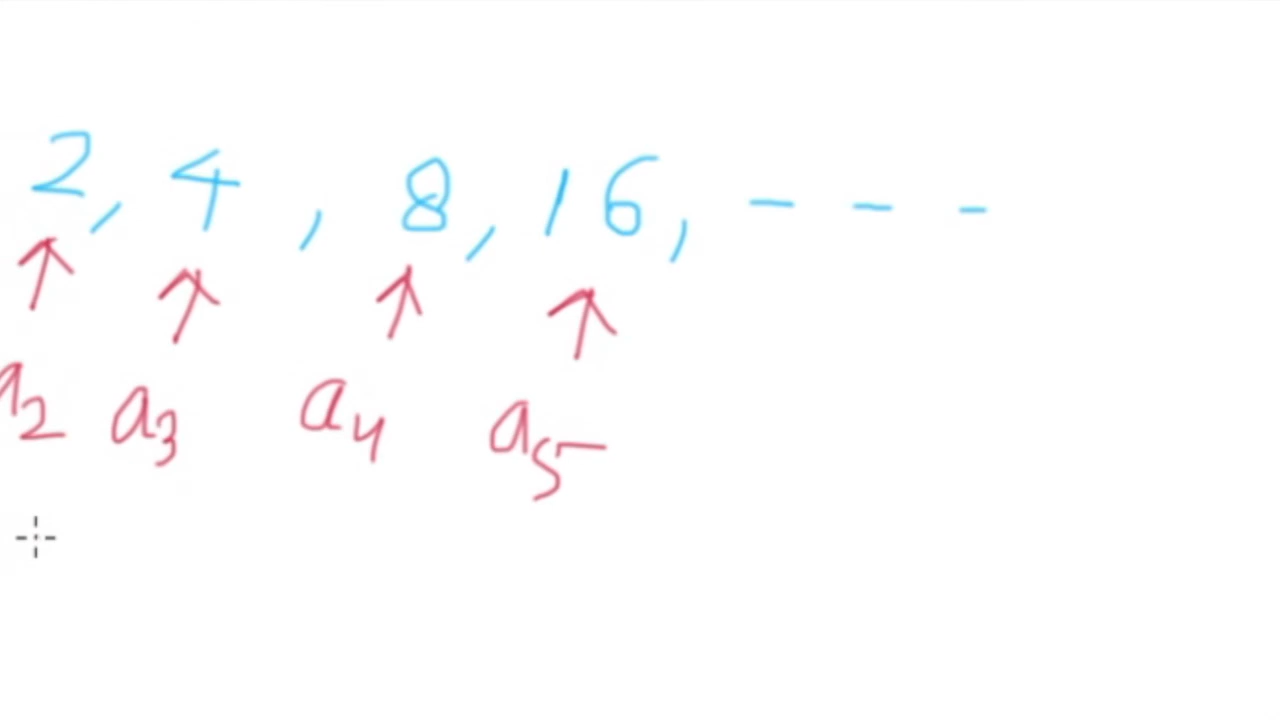 2, 4, 8, 16, - - -
a2 a3 a4 a5